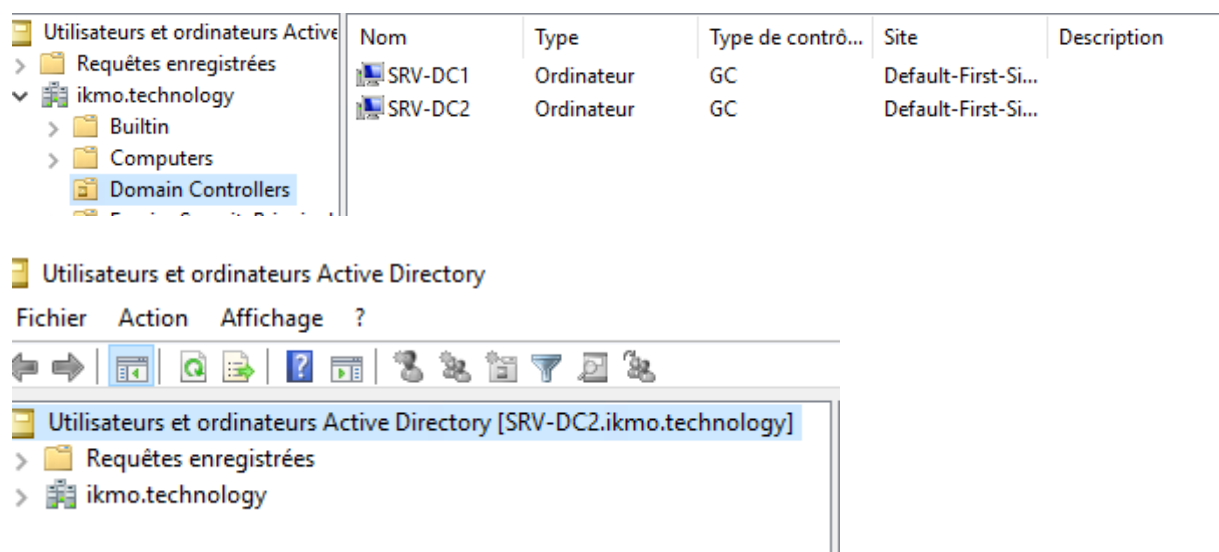 Utilisateurs et ordinateurs Active
Nom Type Type de contrô... Site Description
Requêtes enregistrées
SRV-DC1 Ordinateur GC Default-First-Si...
ikmo.technology
SRV-DC2 Ordinateur GC Default-First-Si...
Builtin
Computers
Domain Controllers
Utilisateurs et ordinateurs Active Directory
Fichier Action Affichage ?
Utilisateurs et ordinateurs Active Directory [SRV-DC2.ikmo.technology]
Requêtes enregistrées
ikmo.technology